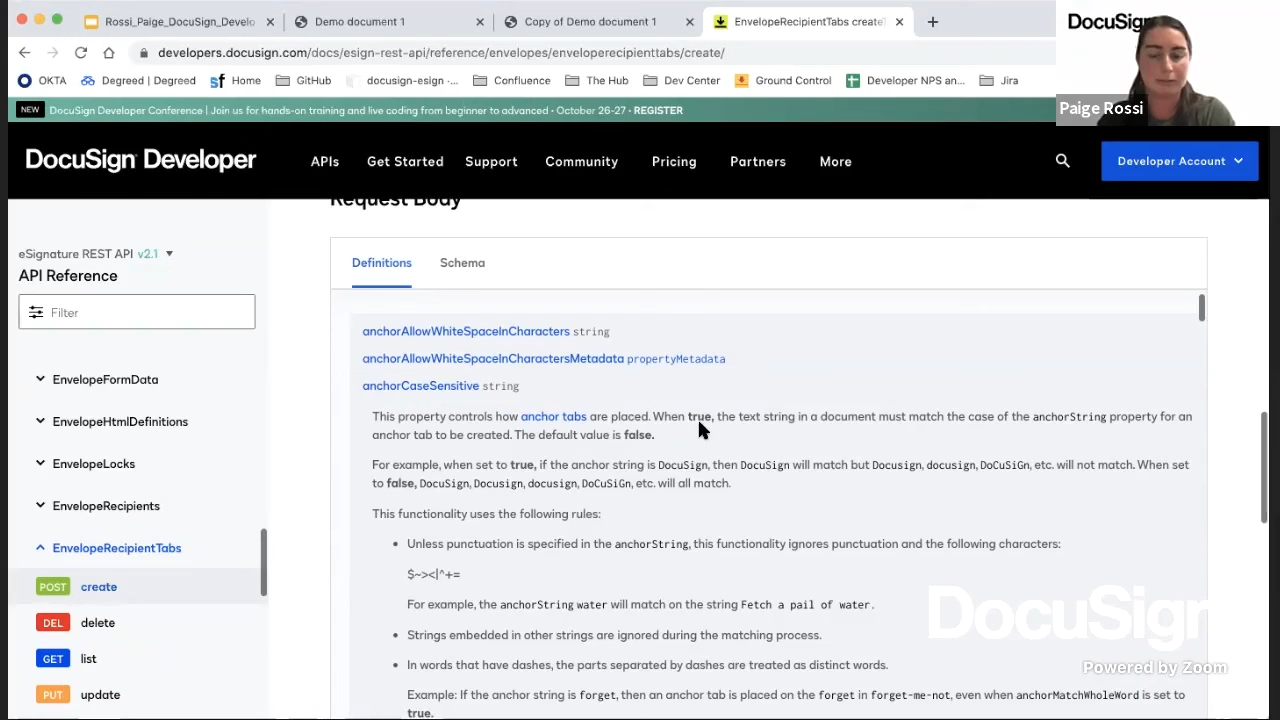 Rossi_Paige_DocuSign_Develo
Demo document 1
Copy of Demo document 1
EnvelopeRecipientTabs create
developers.docusign.com/docs/esign-rest-api/reference/envelopes/enveloperecipienttabs/create/
OKTA
Degreed | Degreed
Home
GitHub
docusign-esign -...
Confluence
The Hub
Dev Center
Ground Control
Developer NPS an...
Jira
DocuSign
Paige Rossi
NEW DocuSign Developer Conference | Join us for hands-on training and live coding from beginner to advanced • October 26-27 - REGISTER
DocuSign Developer
APIs
Get Started
Support
Community
Pricing
Partners
More
Developer Account
eSignature REST API v2.1
API Reference
Filter
EnvelopeFormData
EnvelopeHtmlDefinitions
EnvelopeLocks
EnvelopeRecipients
EnvelopeRecipientTabs
POST create
DEL delete
GET list
PUT update
Request Body
Definitions
Schema
anchorAllowWhiteSpaceInCharacters string
anchorAllowWhiteSpaceInCharactersMetadata propertyMetadata
anchorCaseSensitive string
This property controls how anchor tabs are placed. When true, the text string in a document must match the case of the anchorString property for an
anchor tab to be created. The default value is false.
For example, when set to true, if the anchor string is DocuSign, then DocuSign will match but Docusign, docusign, DoCuSiGn, etc. will not match. When set
to false, DocuSign, Docusign, docusign, DoCuSiGn, etc. will all match.
This functionality uses the following rules:
• Unless punctuation is specified in the anchorString, this functionality ignores punctuation and the following characters:
$~><|^+=
For example, the anchorString water will match on the string Fetch a pail of water.
• Strings embedded in other strings are ignored during the matching process.
• In words that have dashes, the parts separated by dashes are treated as distinct words.
Example: If the anchor string is forget, then an anchor tab is placed on the forget in forget-me-not, even when anchorMatchWholeWord is set to
true.
DocuSign
Powered by Zoom